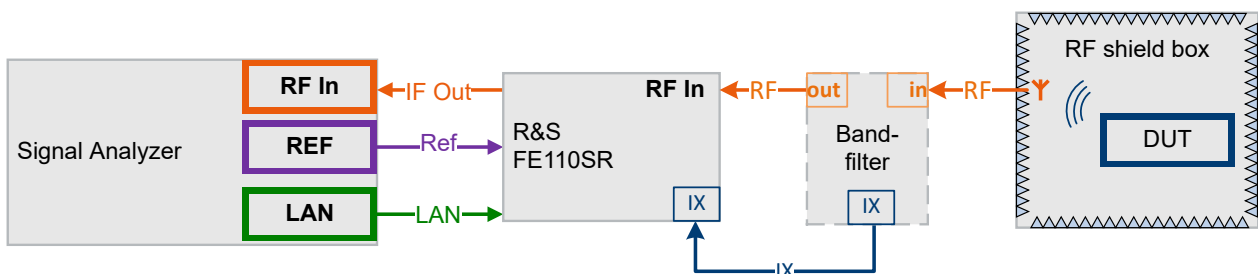 RF shield box
RF In
IF Out
RF In
RF
out
in
RF
Signal Analyzer
REF
Ref
R&S
FE110SR
Band-
filter
DUT
LAN
LAN
IX
IX
IX